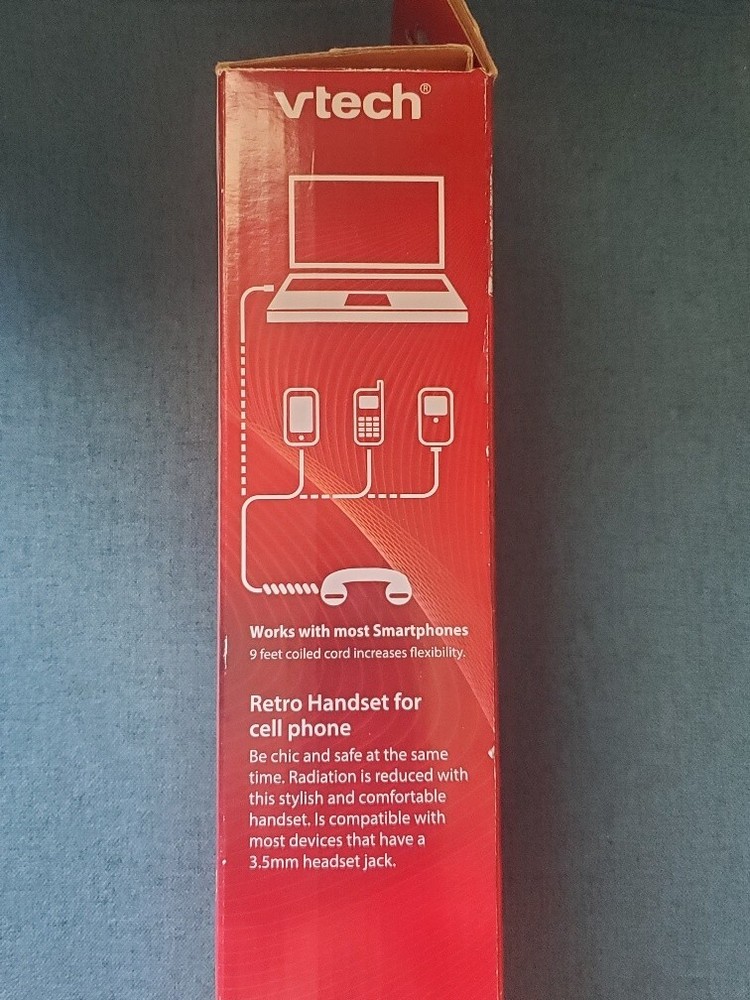 vtech®
Works with most Smartphones
9 feet coiled cord increases flexibility.
Retro Handset for
cell phone
Be chic and safe at the same
time. Radiation is reduced with
this stylish and comfortable
handset. Is compatible with
most devices that have a
3.5mm headset jack.